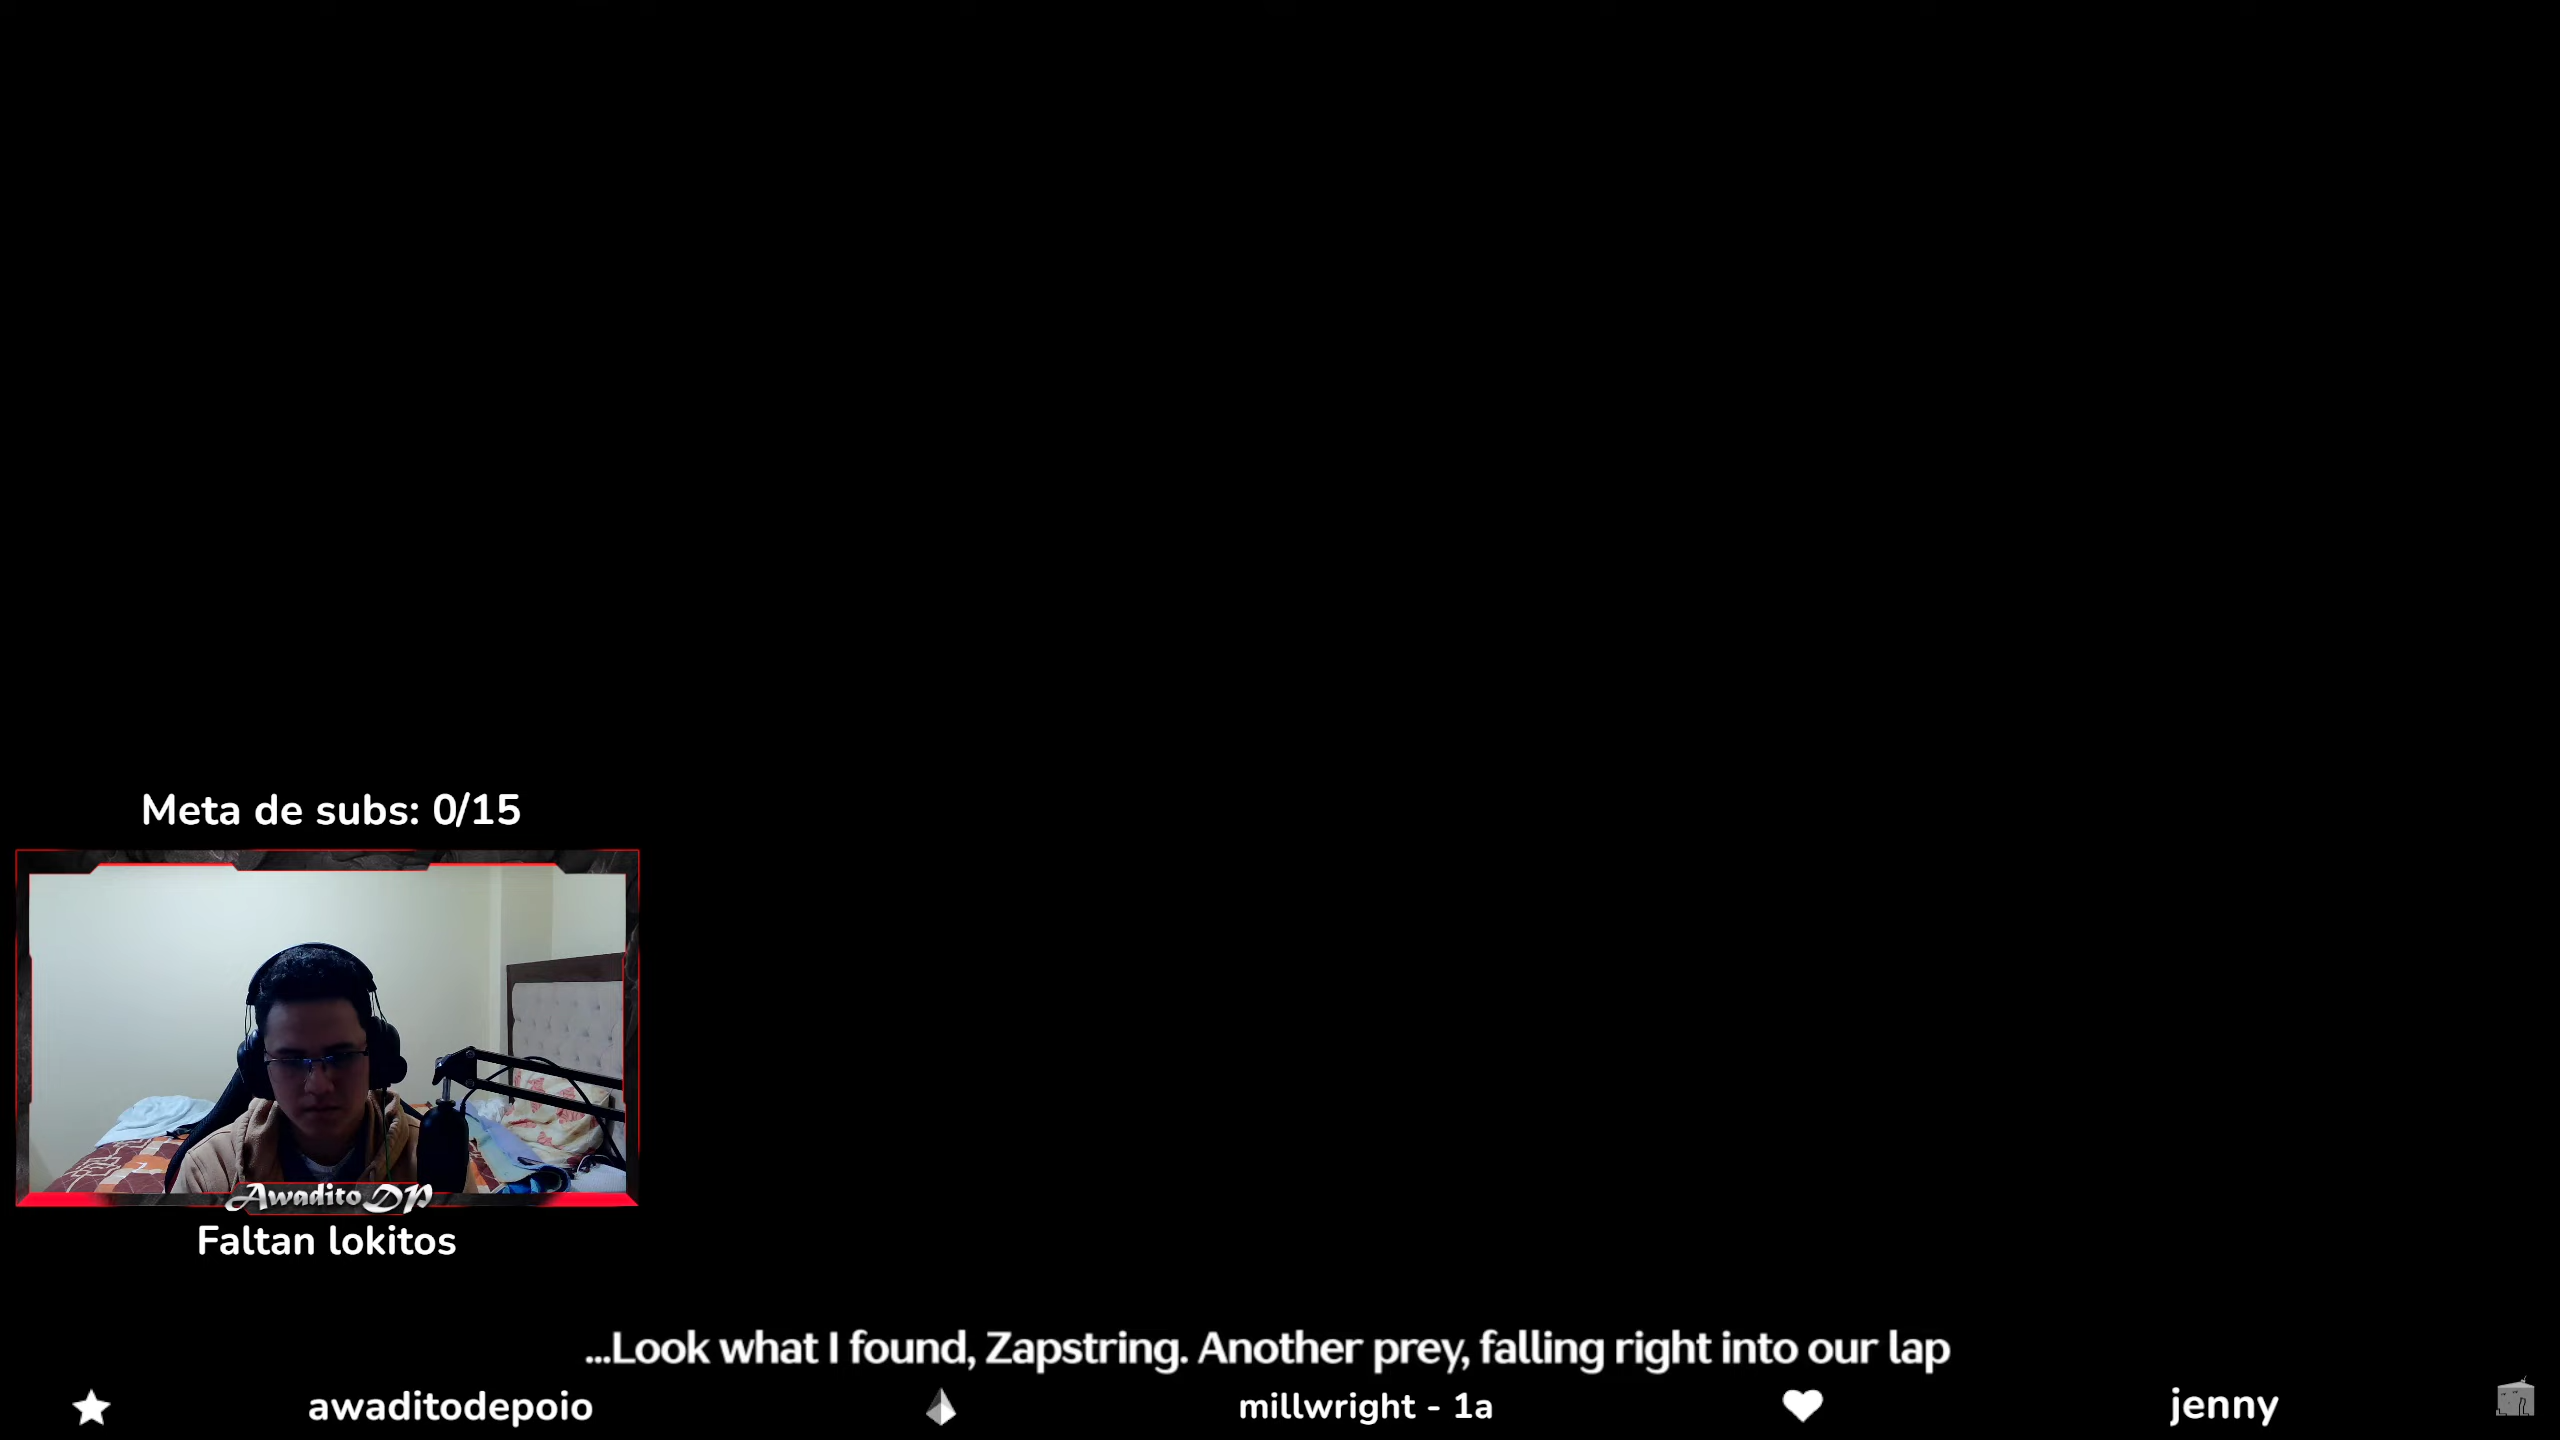 Meta de subs: 0/15
Awadito DP
Faltan lokitos
...Look what I found, Zapstring. Another prey, falling right into our lap
awaditodepoio
millwright - 1a
jenny